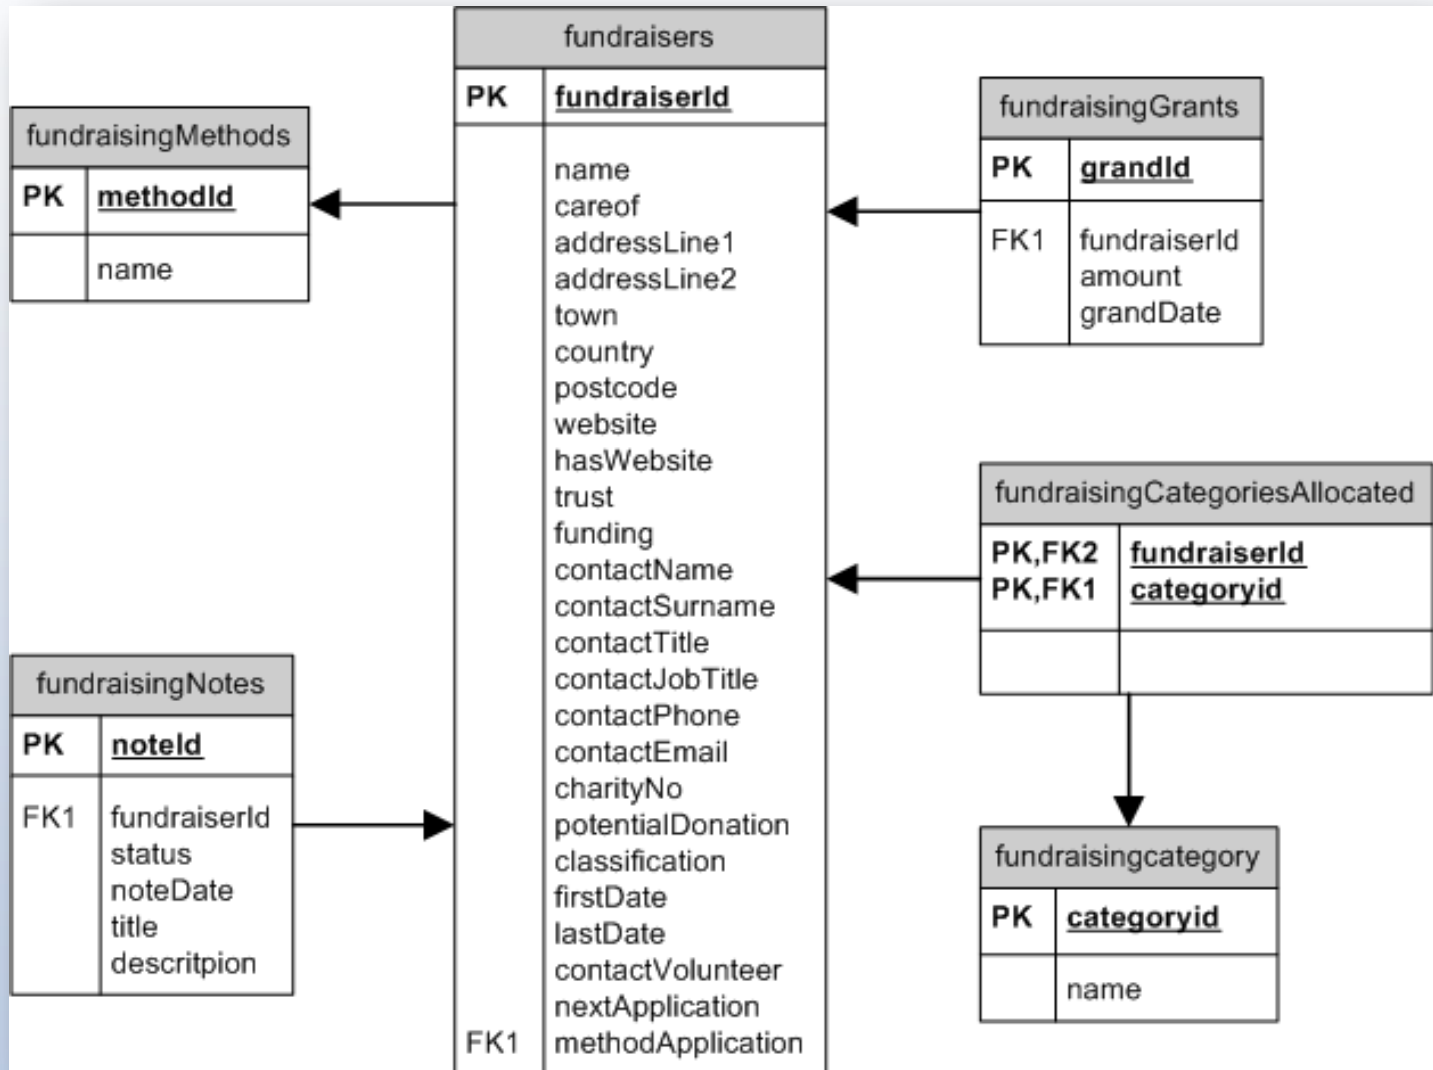 fundraisers
PK fundraiserId
name
careof
addressLine1
addressLine2
town
country
postcode
website
hasWebsite
trust
funding
contactName
contactSurname
contactTitle
contactJobTitle
contactPhone
contactEmail
charityNo
potentialDonation
classification
firstDate
lastDate
contactVolunteer
nextApplication
FK1 methodApplication
fundraisingMethods
PK methodId
name
fundraisingNotes
PK noteId
FK1 fundraiserId
status
noteDate
title
descritpion
fundraisingGrants
PK grandId
FK1 fundraiserId
amount
grandDate
fundraisingCategoriesAllocated
PK,FK2 fundraiserId
PK,FK1 categoryid
fundraisingcategory
PK categoryid
name